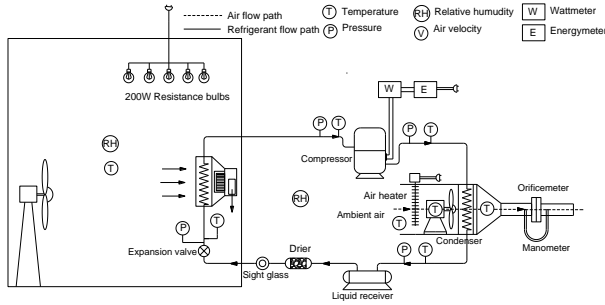 Air flow path
Refrigerant flow path
T Temperature
P Pressure
RH Relative humidity
V Air velocity
W Wattmeter
E Energymeter
200W Resistance bulbs
W E
P T
P T
Compressor
RH
T
RH
Air heater
Orificemeter
Ambient air
T
T
T
Condenser
Manometer
P
T
Expansion valve
Sight glass
Drier
P T
Liquid receiver